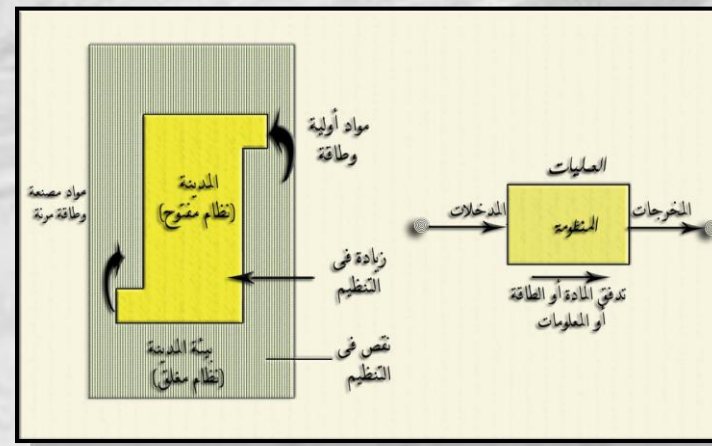 العمليات
المدخلات
المنظومة
المخرجات
تدفق المادة أو الطاقة
أو المعلومات
مواد أولية
وطاقة
المدينة
(نظام مفتوح)
مواد مصنعة
وطاقة مرنة
زيادة فى
التنظيم
بيئة المدينة
(نظام مغلق)
نقص فى
التنظيم